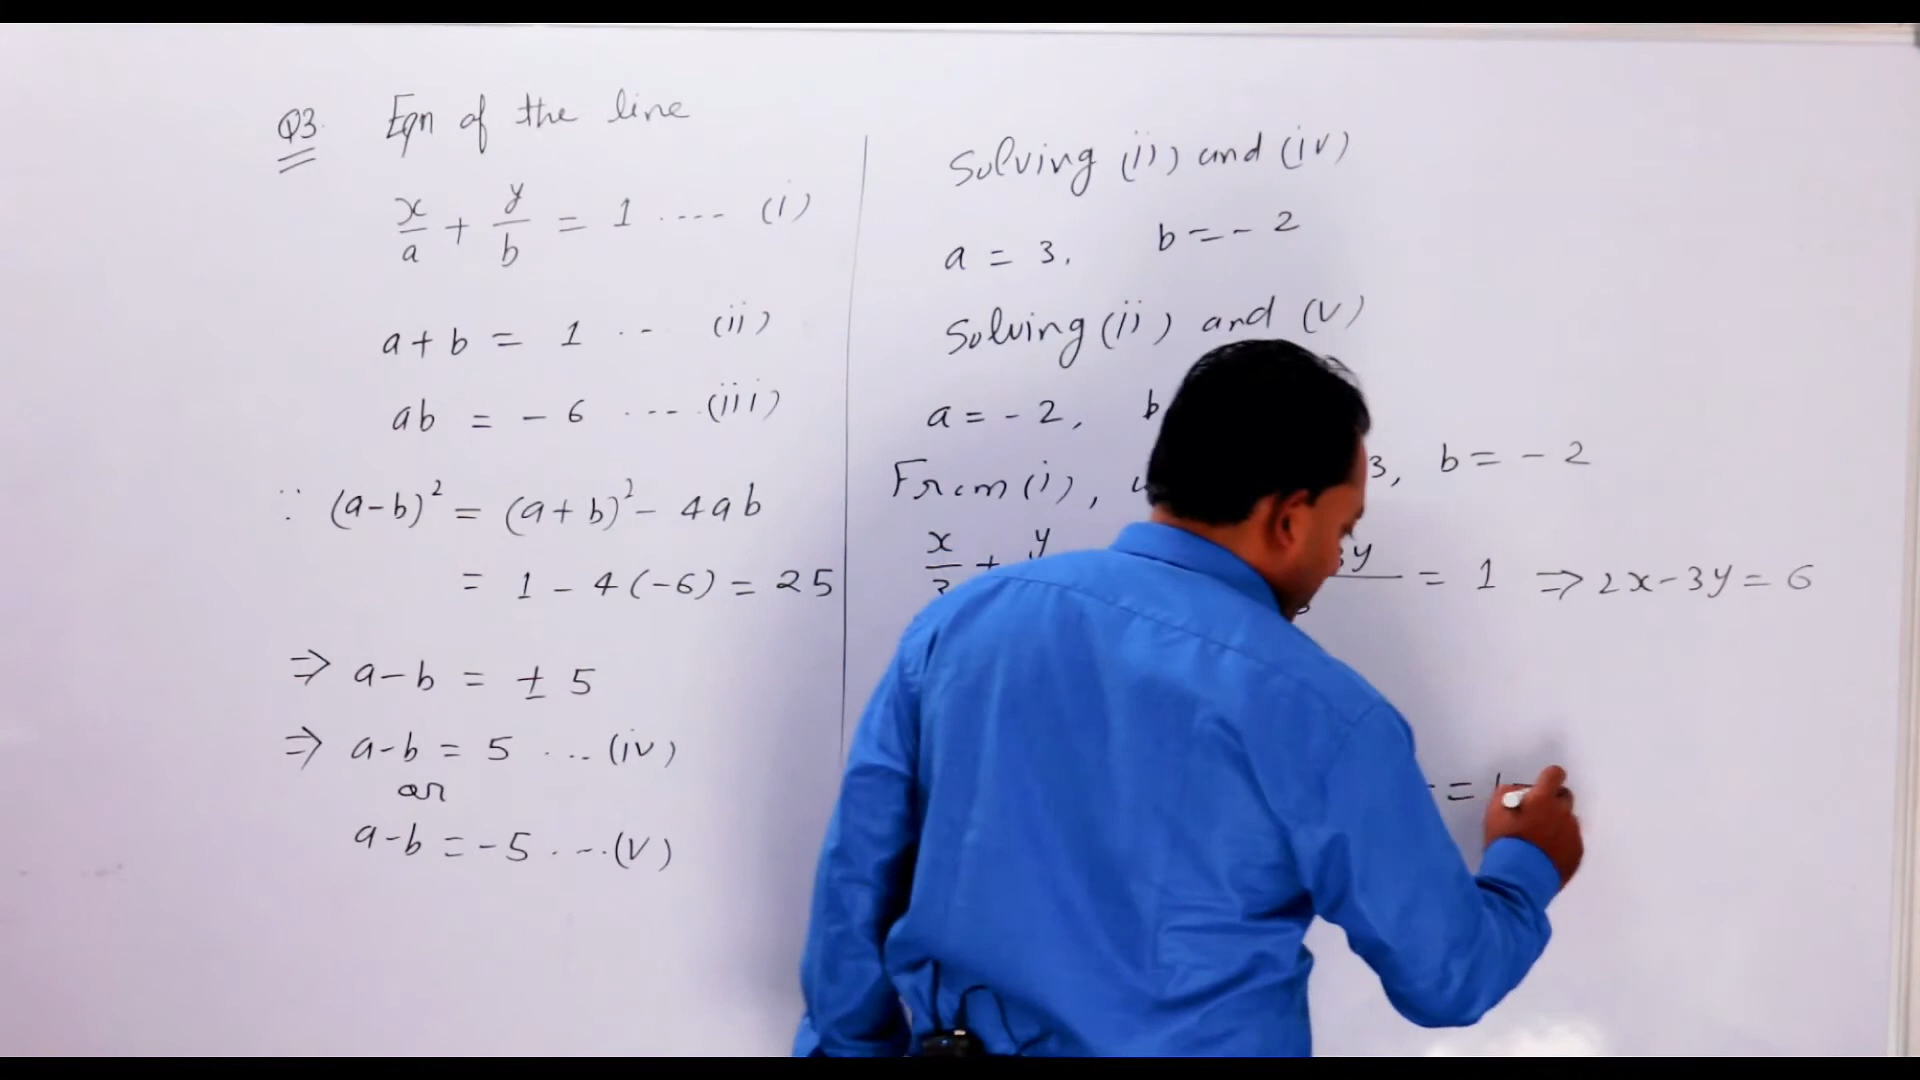 Q3. Eqn of the line
x/a + y/b = 1 ---- (i)
a+b = 1 -- (ii)
ab = -6 ---- (iii)
∵ (a-b)² = (a+b)² - 4ab
= 1 - 4(-6) = 25
⇒ a-b = ± 5
⇒ a-b = 5 ... (iv)
or
a-b = -5 ---- (v)
Solving (ii) and (iv)
a = 3, b = -2
Solving (ii) and (v)
a = -2, b
From (i), 3, b = -2
x/3 + y = 1 ⇒ 2x - 3y = 6
=